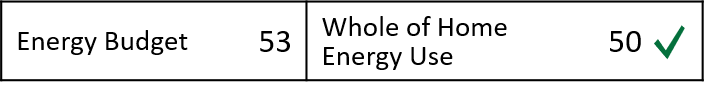 Energy Budget 53
Whole of Home
Energy Use 50 ✓